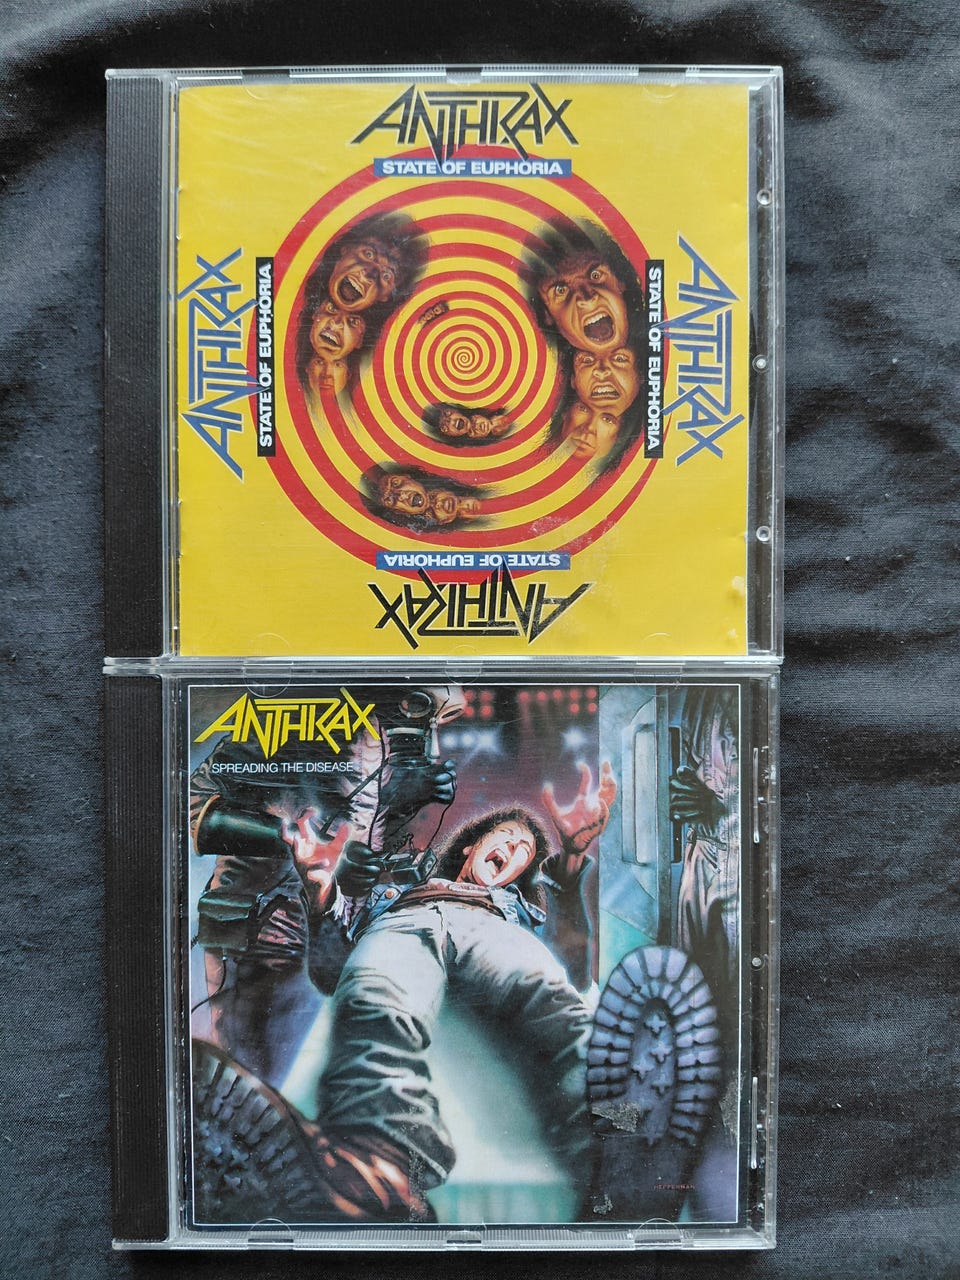 ANTHRAX
STATE OF EUPHORIA
ANTHRAX
STATE OF EUPHORIA
STATE OF EUPHORIA
ANTHRAX
STATE OF EUPHORIA
ANTHRAX
ANTHRAX
SPREADING THE DISEASE
HEFFERNAN